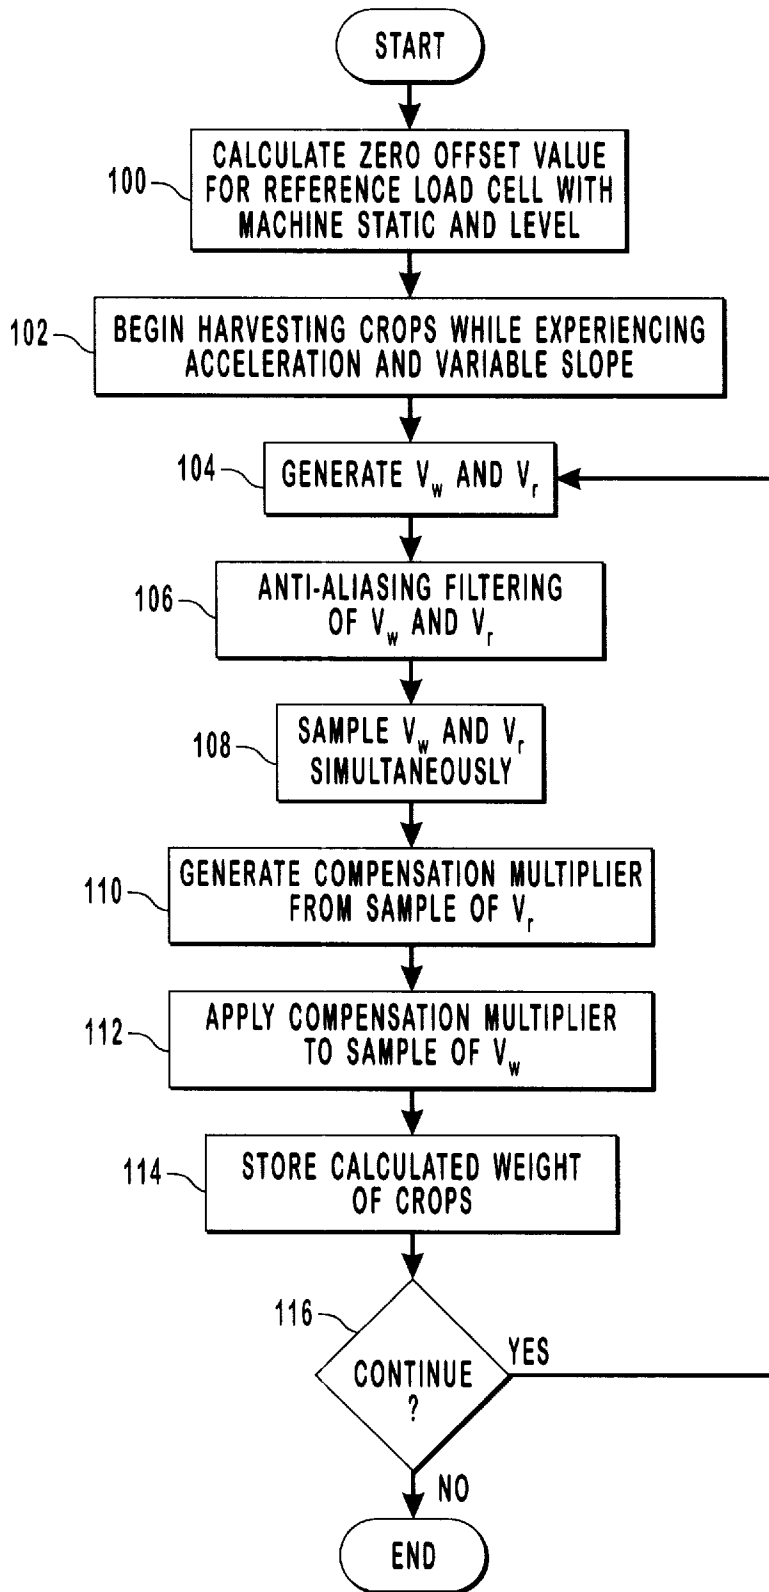 START
100
CALCULATE ZERO OFFSET VALUE
FOR REFERENCE LOAD CELL WITH
MACHINE STATIC AND LEVEL
102
BEGIN HARVESTING CROPS WHILE EXPERIENCING
ACCELERATION AND VARIABLE SLOPE
104
GENERATE Vw AND Vr
106
ANTI-ALIASING FILTERING
OF Vw AND Vr
108
SAMPLE Vw AND Vr
SIMULTANEOUSLY
110
GENERATE COMPENSATION MULTIPLIER
FROM SAMPLE OF Vr
112
APPLY COMPENSATION MULTIPLIER
TO SAMPLE OF Vw
114
STORE CALCULATED WEIGHT
OF CROPS
116
CONTINUE
?
YES
NO
END